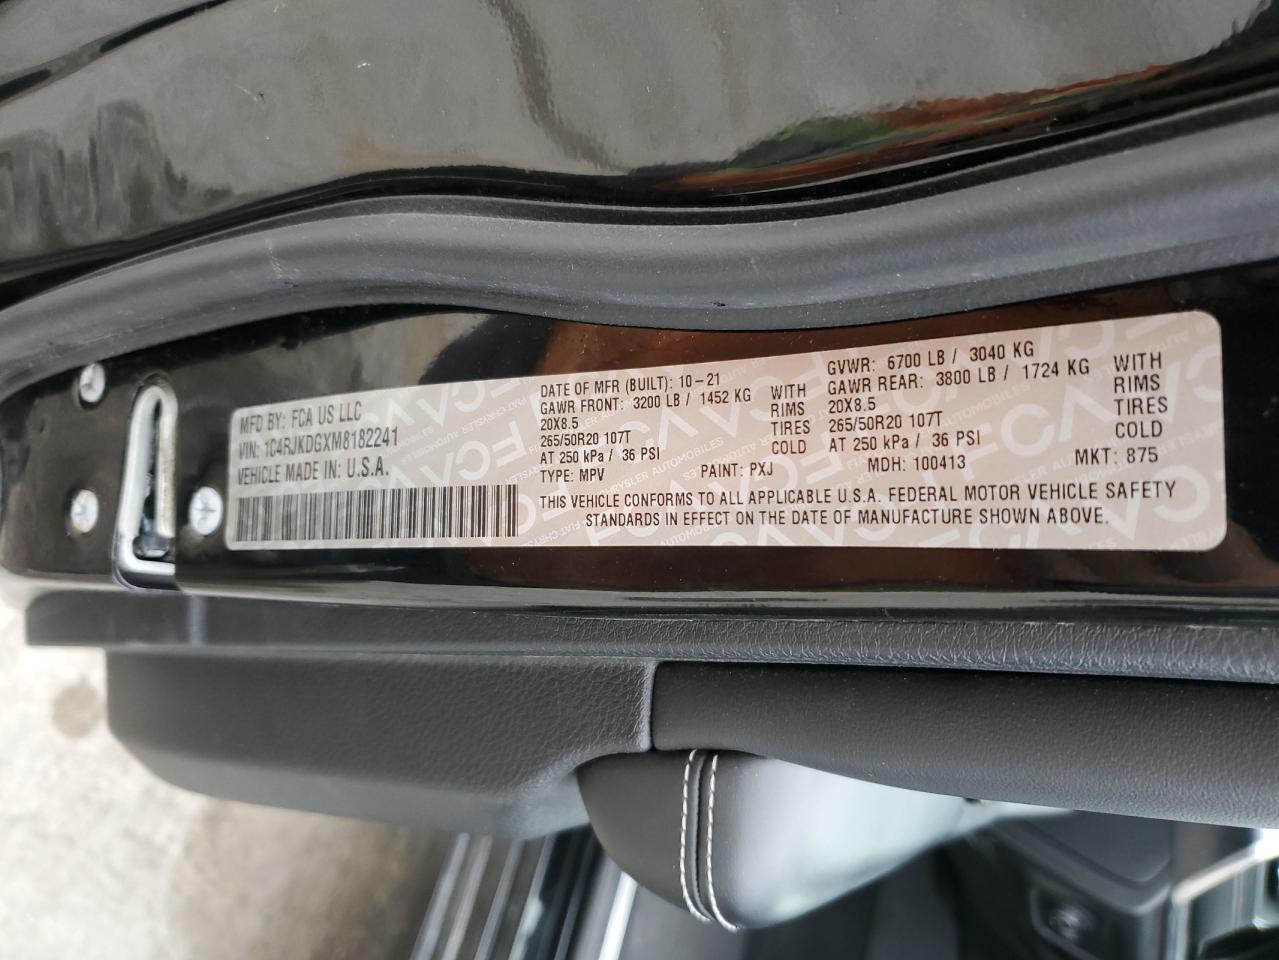 MFD BY: FCA US LLC
VIN: 1C4RJKDGXM8182241
VEHICLE MADE IN: U.S.A.
DATE OF MFR (BUILT): 10-21
GAWR FRONT: 3200 LB / 1452 KG WITH
20X8.5 RIMS
265/50R20 107T TIRES
AT 250 kPa / 36 PSI COLD
TYPE: MPV PAINT: PXJ
GVWR: 6700 LB / 3040 KG
GAWR REAR: 3800 LB / 1724 KG WITH
20X8.5 RIMS
265/50R20 107T TIRES
AT 250 kPa / 36 PSI COLD
MDH: 100413 MKT: 875
THIS VEHICLE CONFORMS TO ALL APPLICABLE U.S.A. FEDERAL MOTOR VEHICLE SAFETY
STANDARDS IN EFFECT ON THE DATE OF MANUFACTURE SHOWN ABOVE.